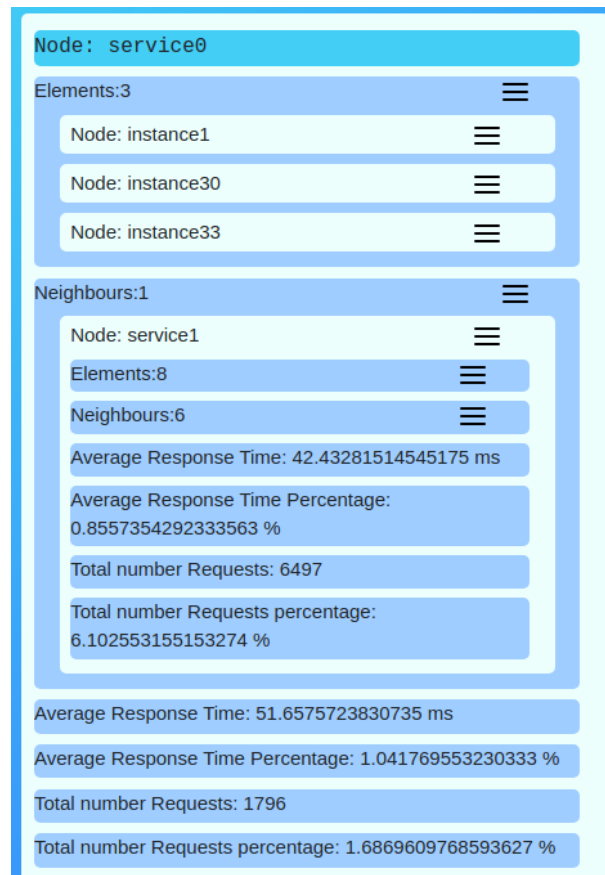 Node: service0
Elements:3
Node: instance1
Node: instance30
Node: instance33
Neighbours:1
Node: service1
Elements:8
Neighbours:6
Average Response Time: 42.43281514545175 ms
Average Response Time Percentage:
0.8557354292333563 %
Total number Requests: 6497
Total number Requests percentage:
6.102553155153274 %
Average Response Time: 51.6575723830735 ms
Average Response Time Percentage: 1.041769553230333 %
Total number Requests: 1796
Total number Requests percentage: 1.6869609768593627 %